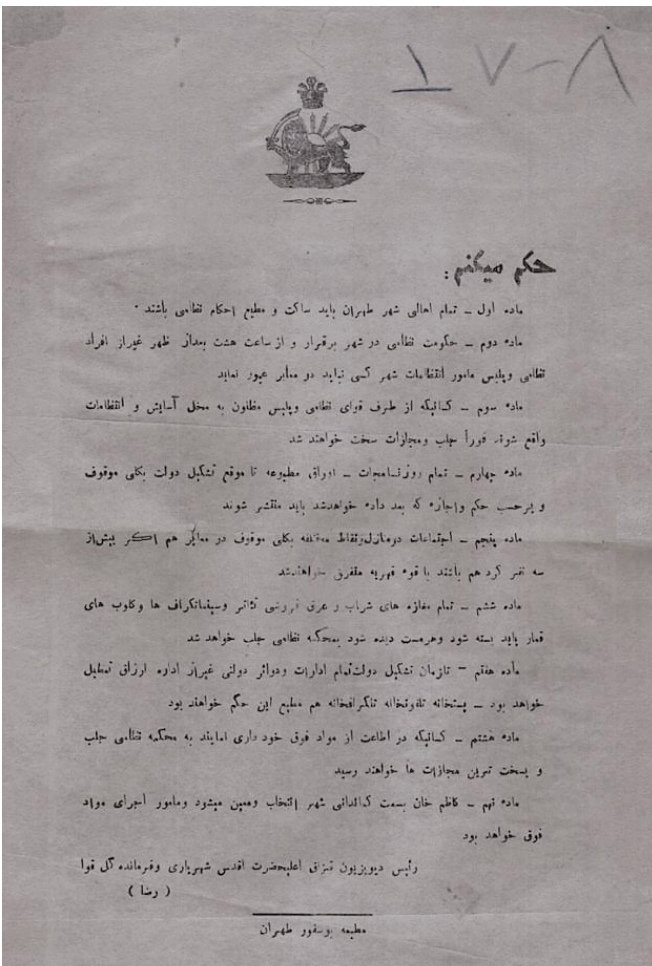 ۱ ۷-۸
حکم میکنم :
ماده اول – تمام اهالی شهر طهران باید ساکت و مطیع احکام نظامی باشند ۰
ماده دوم – حکومت نظامی در شهر برقرار و از ساعت هشت بعداز ظهر غیراز افراد
نظامی وپلیس مامور انتظامات شهر کسی نباید در معابر عبور نماید
ماده سوم – کسانیکه از طرف قوای نظامی وپلیس مظنون به مخل آسایش و انتظامات
واقع شوند فوراً جلب ومجازات سخت خواهند شد
ماده چهارم – تمام روزنامجات – اوراق مطبوعه تا موقع تشکیل دولت بکلی موقوف
و برحسب حکم واجازه که بعد داده خواهدشد باید منتشر شوند
ماده پنجم – اجتماعات درمنازل ونقاط مختلفه بکلی موقوف در معابر هم اگر بیش از
سه نفر گرد هم باشند با قوه قهریه متفرق خواهندشد
ماده ششم – تمام مغازه های شراب و عرق فروشی تئاتر وسینماتگراف ها وکلوب های
قمار باید بسته شود وهرمست دیده شود بمحکمه نظامی جلب خواهد شد
ماده هفتم – تازمان تشکیل دولت تمام ادارات ودوائر دولتی غیراز اداره ارزاق تعطیل
خواهد بود – پستخانه تلفونخانه تلگرافخانه هم مطیع این حکم خواهند بود
ماده هشتم – کسانیکه در اطاعت از مواد فوق خود داری نمایند به محکمه نظامی جلب
و بسخت ترین مجازات ها خواهند رسید
ماده نهم – کاظم خان بسمت کماندانی شهر انتخاب ومعین میشود ومامور اجرای مواد
فوق خواهد بود
رئیس دیویزیون قزاق اعلیحضرت اقدس شهریاری وفرمانده کل قوا
( رضا )
مطبعه بوسفور طهران